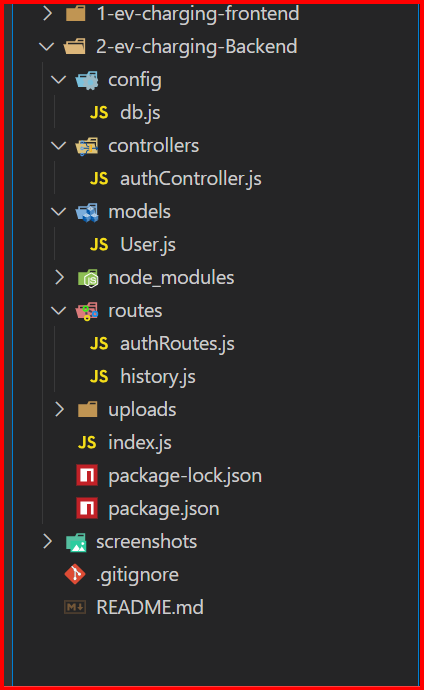 1-ev-charging-frontend
2-ev-charging-Backend
config
JS db.js
controllers
JS authController.js
models
JS User.js
node_modules
routes
JS authRoutes.js
JS history.js
uploads
JS index.js
package-lock.json
package.json
screenshots
.gitignore
README.md